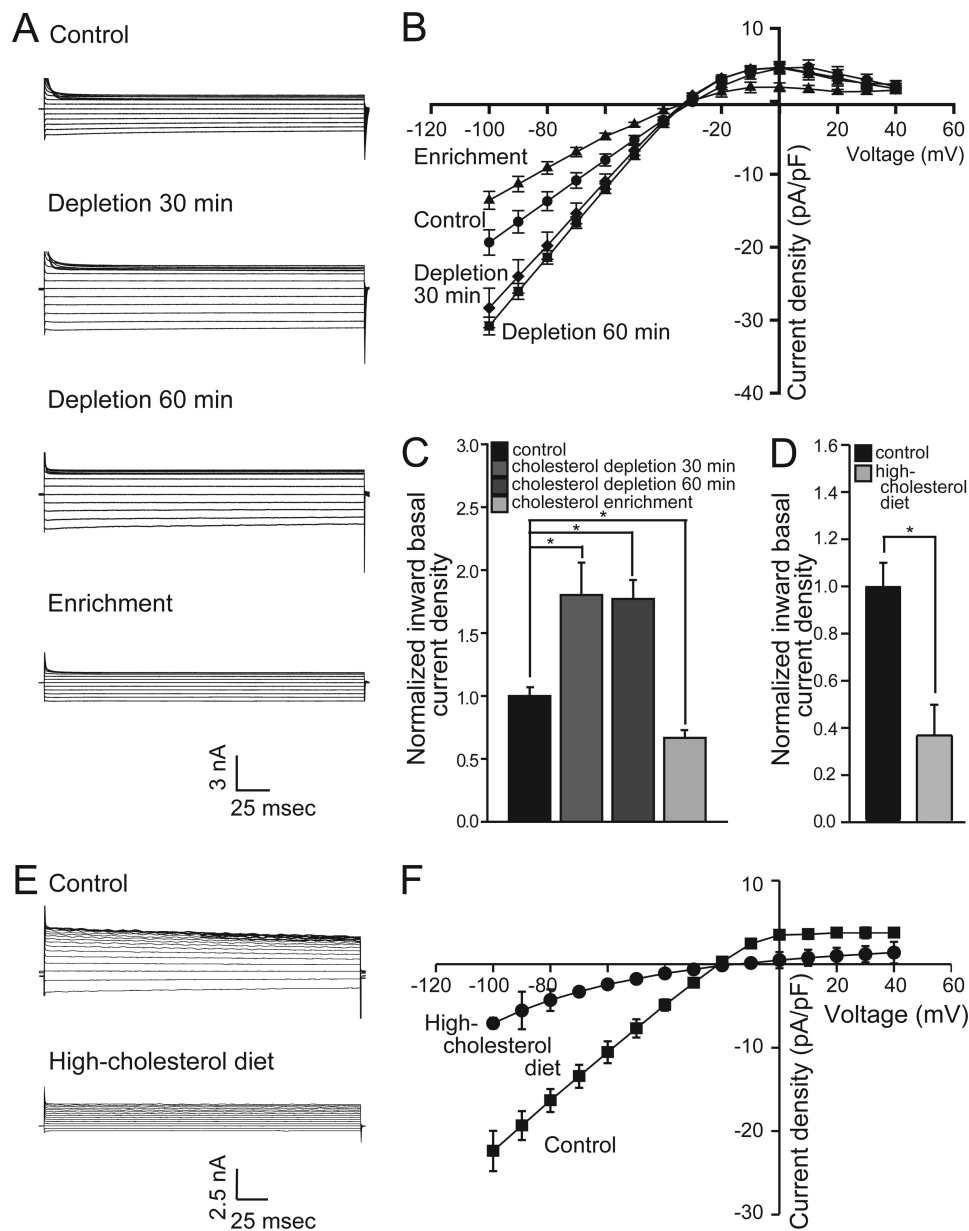 A
Control
Depletion 30 min
Depletion 60 min
Enrichment
3 nA
25 msec
B
10
-10
-20
-30
-40
-120
-100
-80
-60
-20
20
40
Voltage (mV)
Current density (pA/pF)
Enrichment
Control
Depletion
30 min
Depletion 60 min
C
3.0
2.5
2.0
1.5
1.0
0.5
0.0
Normalized inward basal
current density
control
cholesterol depletion 30 min
cholesterol depletion 60 min
cholesterol enrichment
*
*
*
D
1.6
1.4
1.2
1.0
0.8
0.6
0.4
0.2
0.0
Normalized inward basal
current density
control
high-
cholesterol
diet
*
E
Control
High-cholesterol diet
2.5 nA
25 msec
F
10
-10
-20
-30
-120
-100
-80
-60
-40
20
40
Voltage (mV)
Current density (pA/pF)
High-
cholesterol
diet
Control